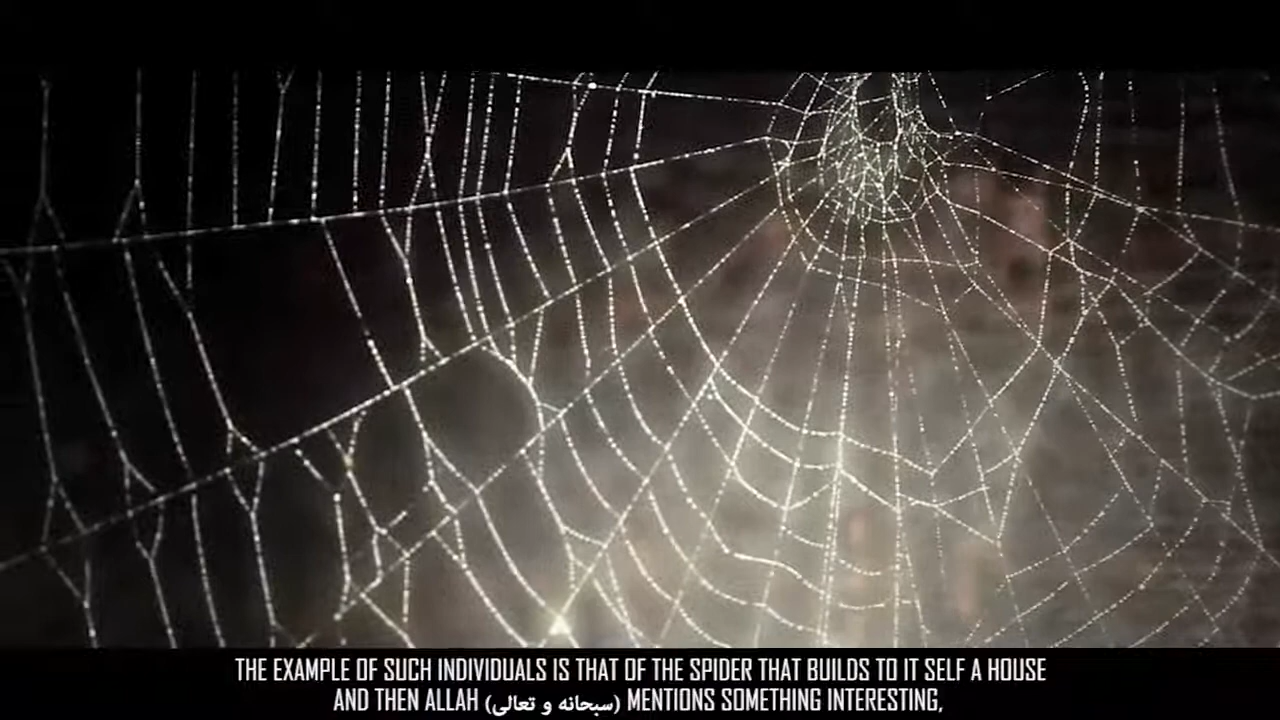 THE EXAMPLE OF SUCH INDIVIDUALS IS THAT OF THE SPIDER THAT BUILDS TO IT SELF A HOUSE
AND THEN ALLAH (سبحانه و تعالى) MENTIONS SOMETHING INTERESTING,